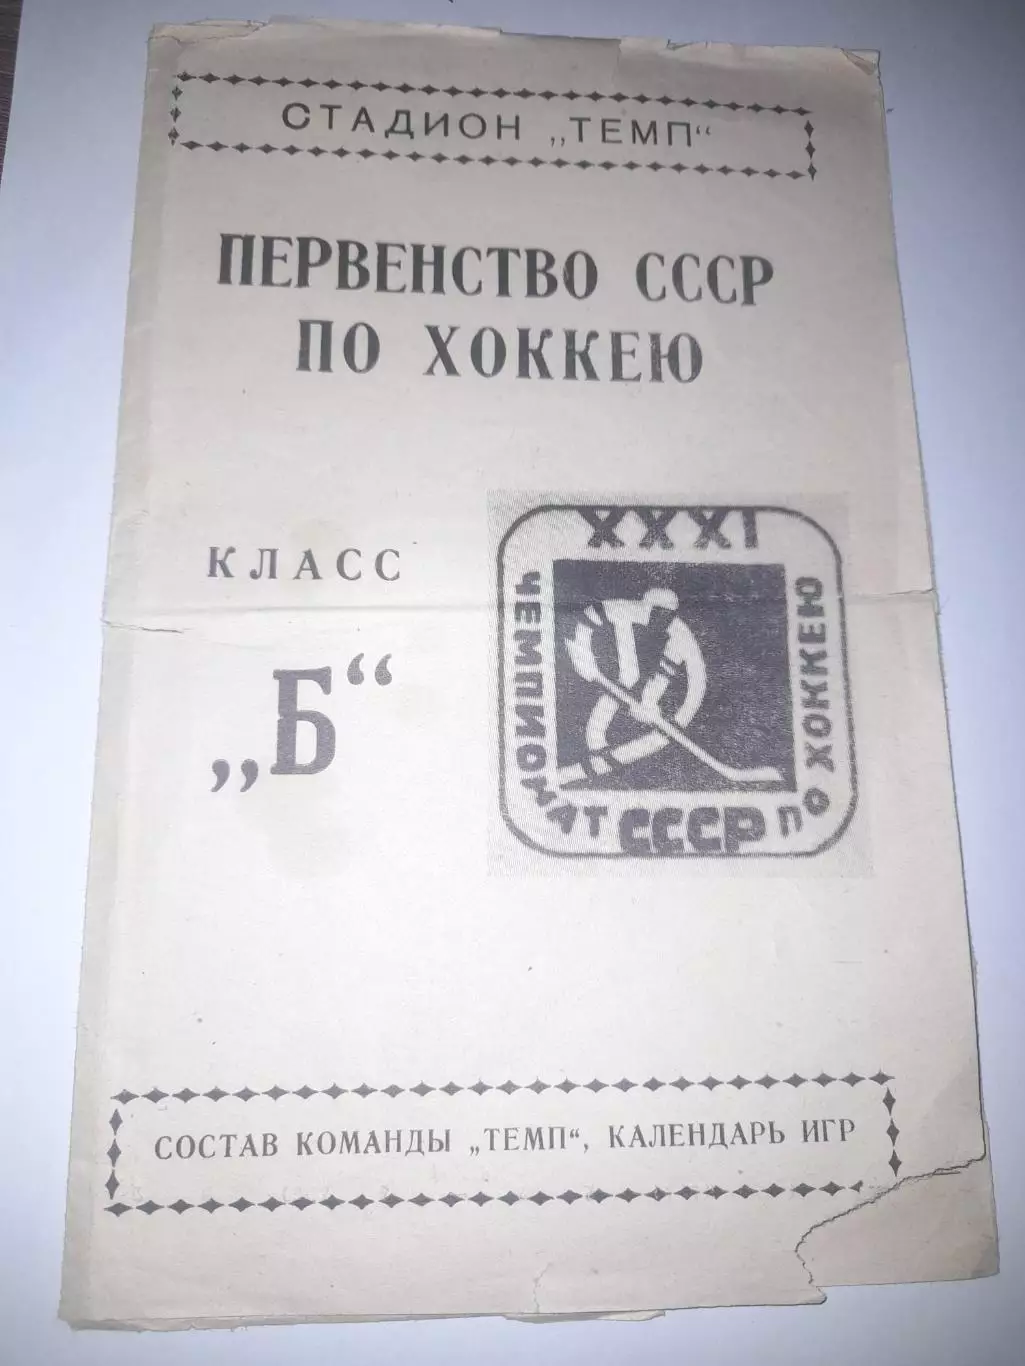 СТАДИОН „ТЕМП“
ПЕРВЕНСТВО СССР
ПО ХОККЕЮ
КЛАСС
„Б“
XXXI
ЧЕМПИОНАТ СССР ПО ХОККЕЮ
СОСТАВ КОМАНДЫ „ТЕМП“, КАЛЕНДАРЬ ИГР